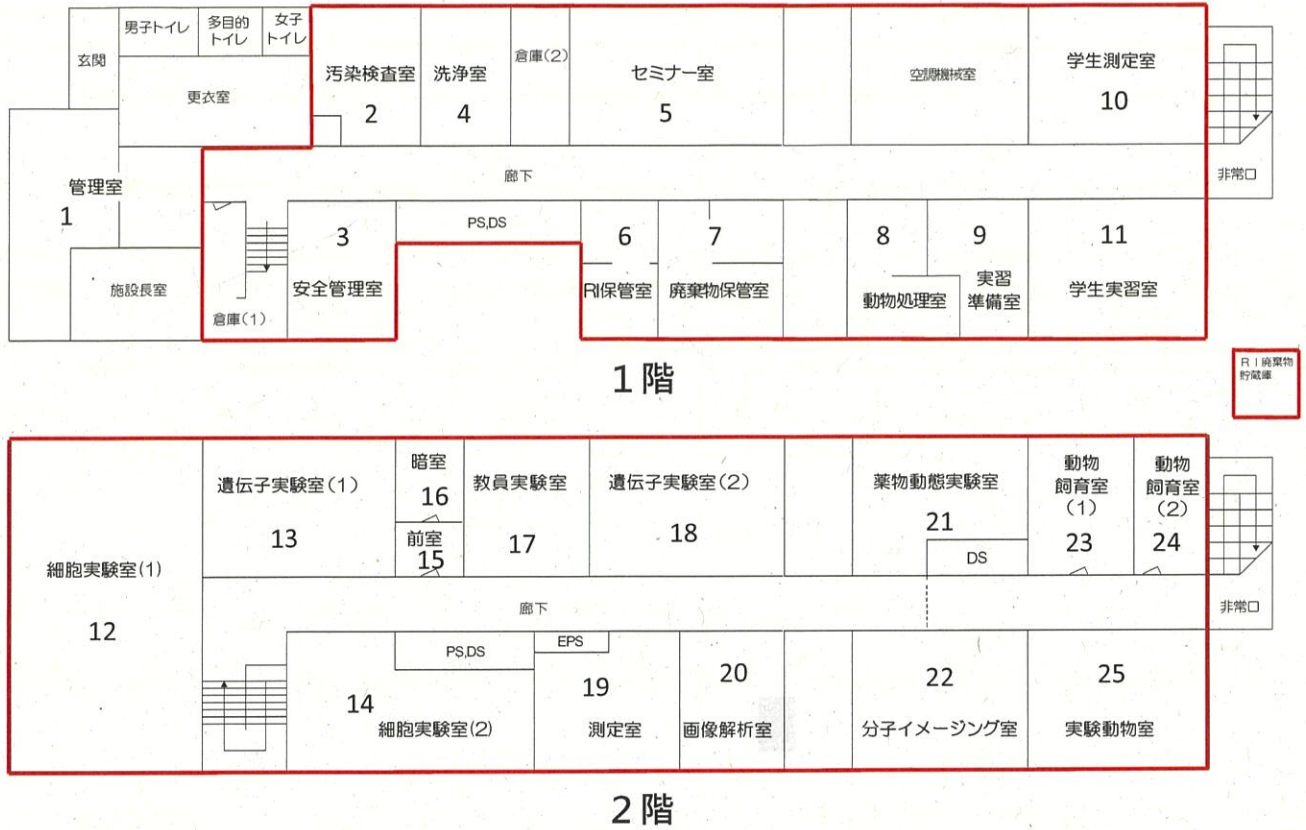 男子トイレ
多目的
トイレ
女子
トイレ
玄関
更衣室
汚染検査室
2
洗浄室
4
倉庫(2)
セミナー室
5
空調機械室
学生測定室
10
管理室
1
廊下
非常口
施設長室
倉庫(1)
3
安全管理室
PS,DS
6
RI保管室
7
廃棄物保管室
8
動物処理室
9
実習
準備室
11
学生実習室
1階
RI廃棄物
貯蔵庫
細胞実験室(1)
12
遺伝子実験室(1)
13
暗室
16
前室
15
教員実験室
17
遺伝子実験室(2)
18
薬物動態実験室
21
DS
動物
飼育室
(1)
23
動物
飼育室
(2)
24
廊下
非常口
PS,DS
14
細胞実験室(2)
EPS
19
測定室
20
画像解析室
22
分子イメージング室
25
実験動物室
2階